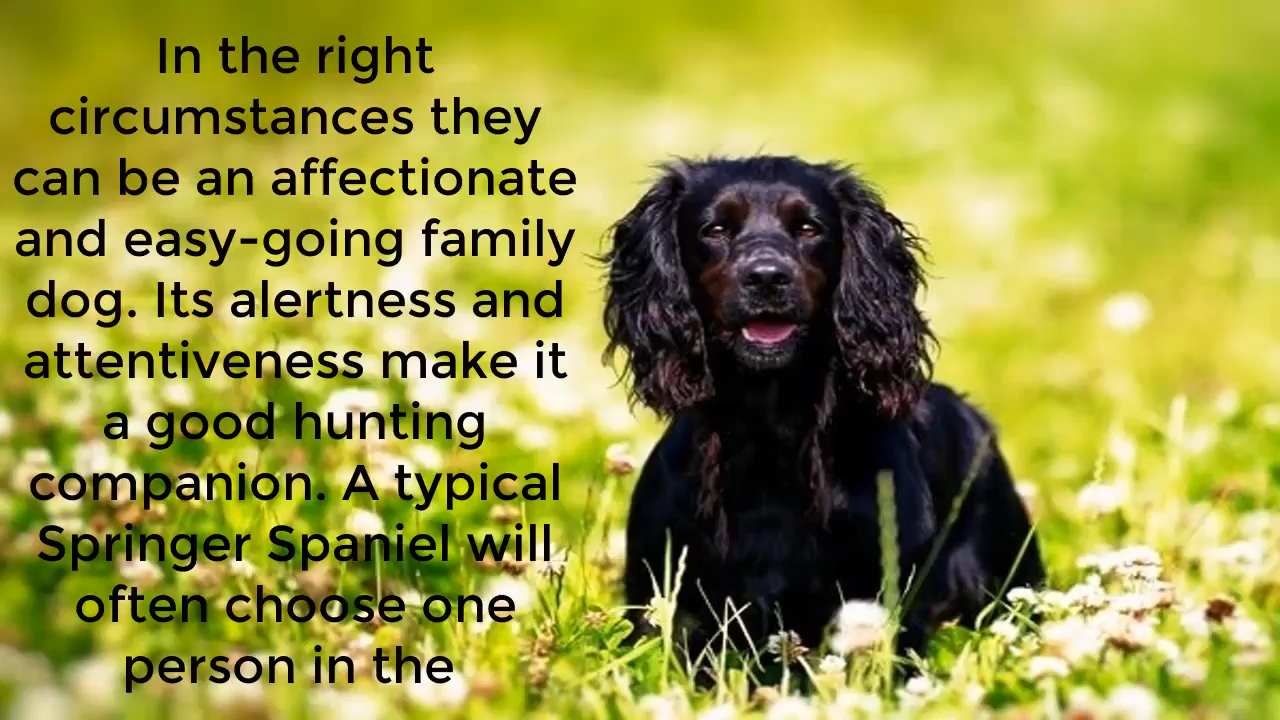 In the right
circumstances they
can be an affectionate
and easy-going family
dog. Its alertness and
attentiveness make it
a good hunting
companion. A typical
Springer Spaniel will
often choose one
person in the